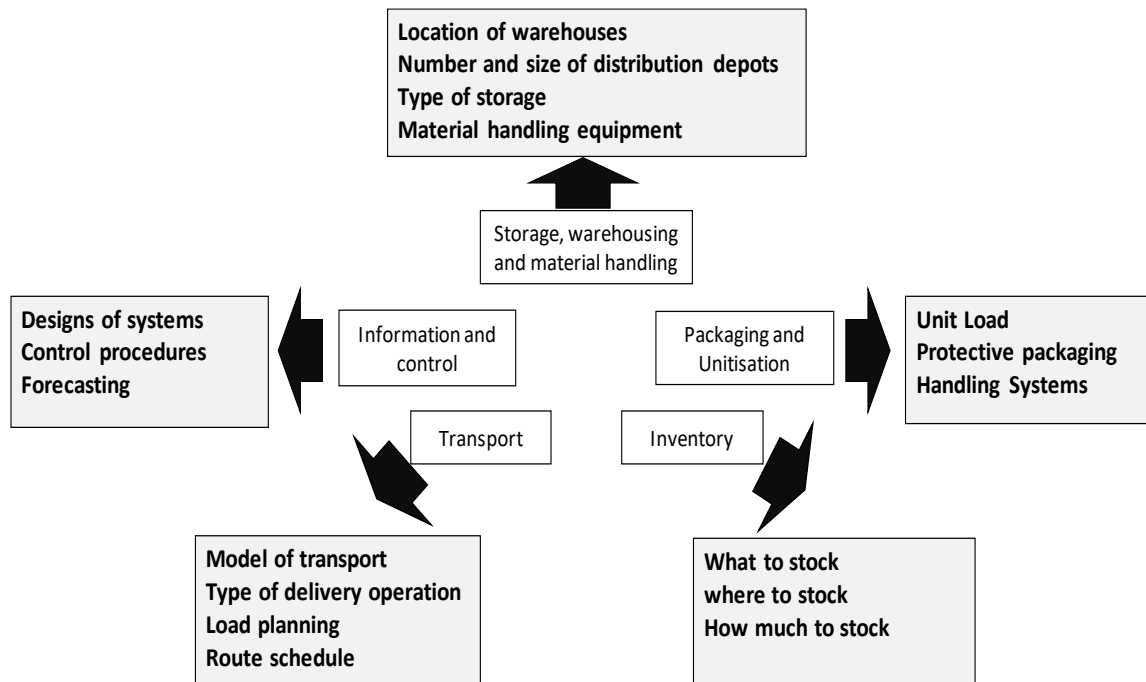 Location of warehouses
Number and size of distribution depots
Type of storage
Material handling equipment
Storage, warehousing
and material handling
Designs of systems
Control procedures
Forecasting
Information and
control
Packaging and
Unitisation
Unit Load
Protective packaging
Handling Systems
Transport
Inventory
Model of transport
Type of delivery operation
Load planning
Route schedule
What to stock
where to stock
How much to stock